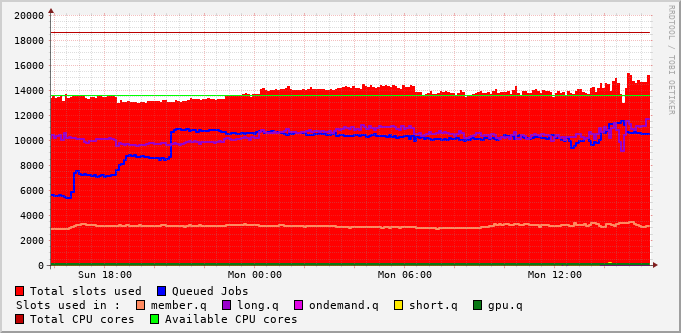 20000
18000
16000
14000
12000
10000
8000
6000
4000
2000
0
Sun 18:00 Mon 00:00 Mon 06:00 Mon 12:00
Total slots used Queued Jobs
Slots used in : member.q long.q ondemand.q short.q gpu.q
Total CPU cores Available CPU cores
RRDTOOL / TOBI OETIKER